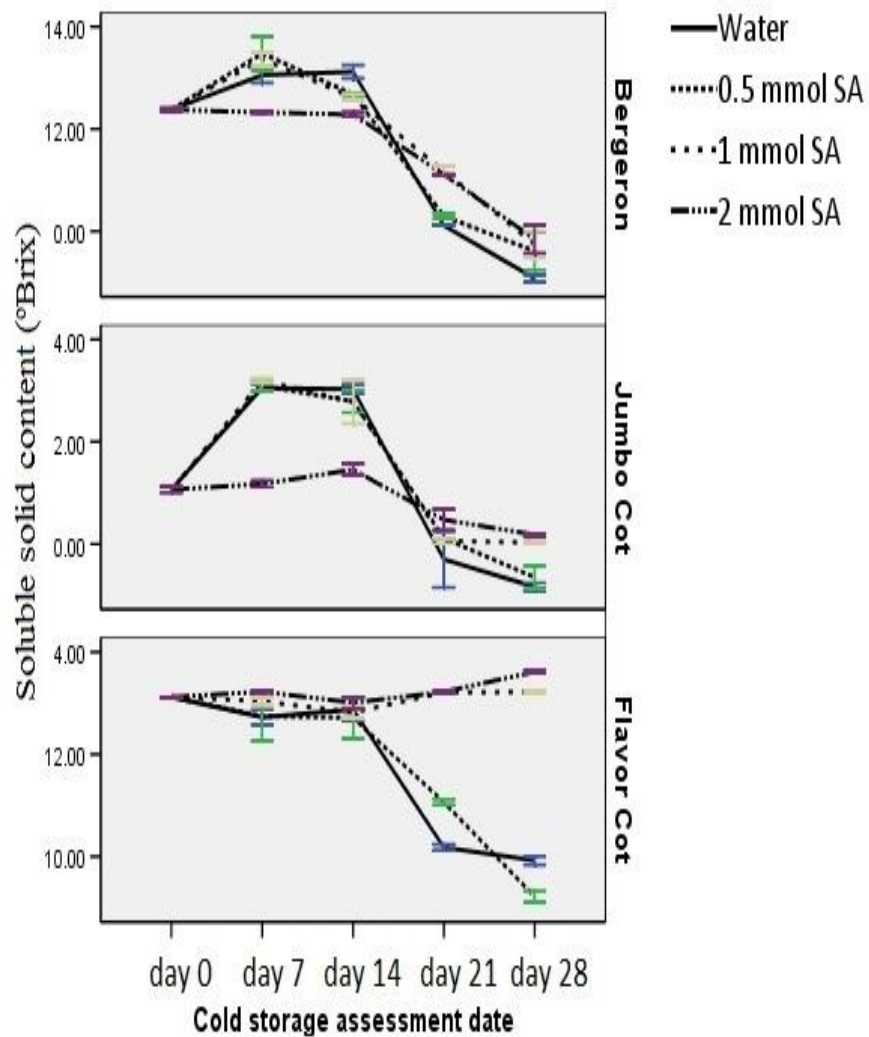 Water
0.5 mmol SA
1 mmol SA
2 mmol SA
Soluble solid content (°Brix)
14.00
12.00
0.00
Bergeron
4.00
2.00
0.00
Jumbo Cot
4.00
12.00
10.00
Flavor Cot
day 0 day 7 day 14 day 21 day 28
Cold storage assessment date